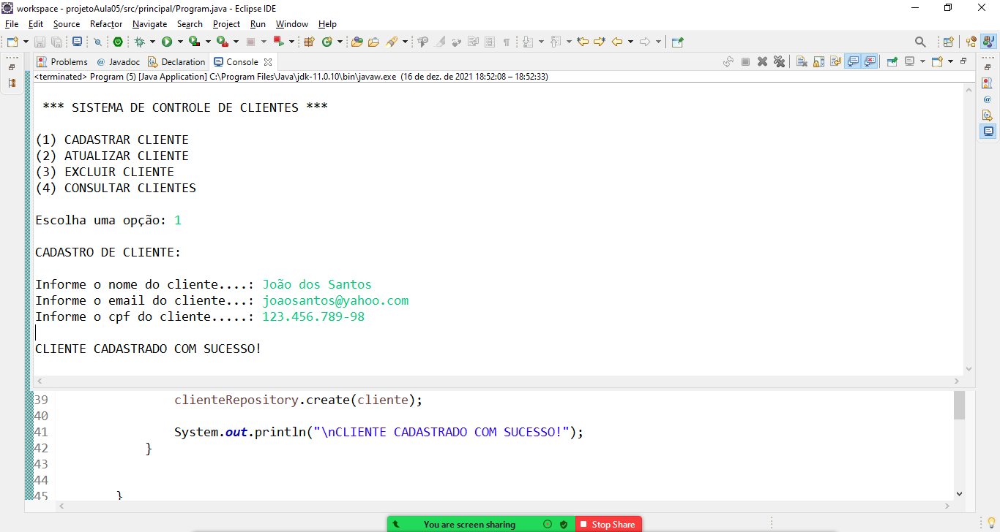 workspace - projetoAula05/src/principal/Program.java - Eclipse IDE
File Edit Source Refactor Navigate Search Project Run Window Help
Problems @ Javadoc Declaration Console
<terminated> Program (5) [Java Application] C:\Program Files\Java\jdk-11.0.10\bin\javaw.exe (16 de dez. de 2021 18:52:08 – 18:52:33)
*** SISTEMA DE CONTROLE DE CLIENTES ***
(1) CADASTRAR CLIENTE
(2) ATUALIZAR CLIENTE
(3) EXCLUIR CLIENTE
(4) CONSULTAR CLIENTES
Escolha uma opção: 1
CADASTRO DE CLIENTE:
Informe o nome do cliente....: João dos Santos
Informe o email do cliente...: joaosantos@yahoo.com
Informe o cpf do cliente.....: 123.456.789-98
CLIENTE CADASTRADO COM SUCESSO!
39 clienteRepository.create(cliente);
40
41 System.out.println("\nCLIENTE CADASTRADO COM SUCESSO!");
42 }
43
44
45 }
You are screen sharing Stop Share